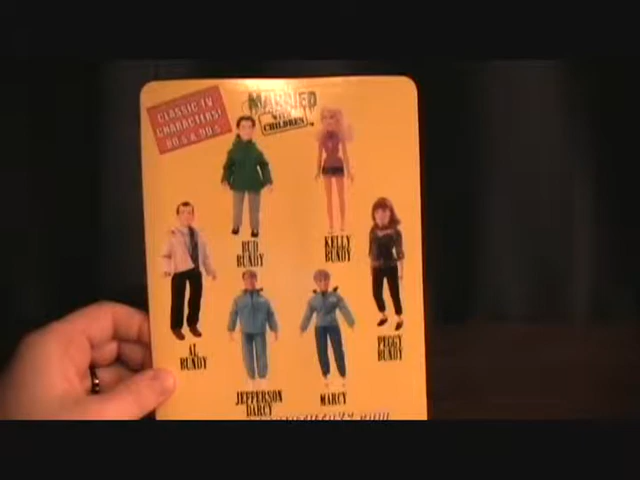 CLASSIC TV
CHARACTERS!
80'S & 90'S
MARRIED
WITH
CHILDREN
BUD
BUNDY
KELLY
BUNDY
AL
BUNDY
PEGGY
BUNDY
JEFFERSON
DARCY
MARCY